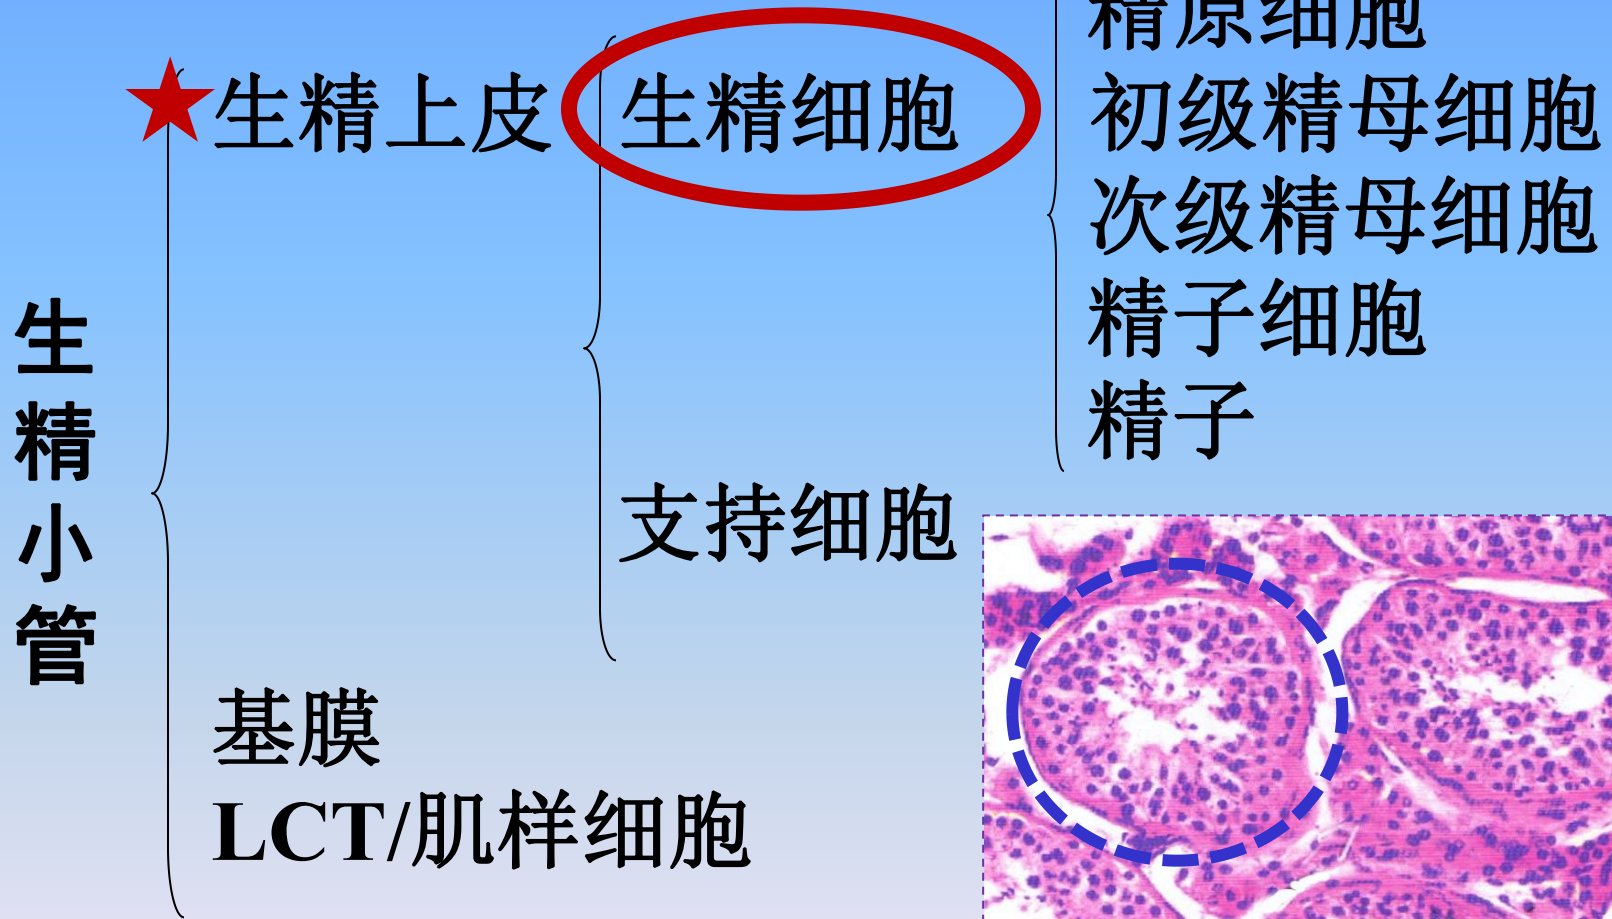 生精小管
生精上皮
生精细胞
精原细胞
初级精母细胞
次级精母细胞
精子细胞
精子
支持细胞
基膜
LCT/肌样细胞